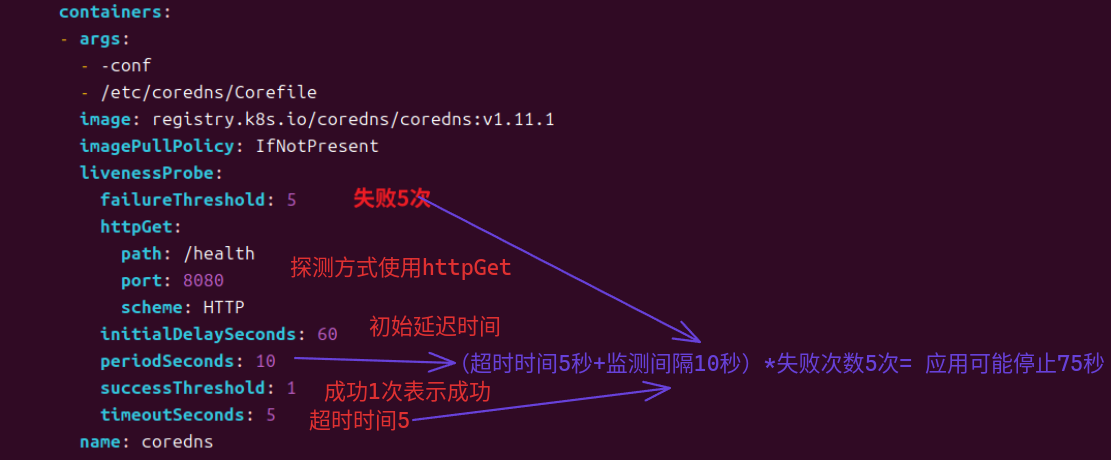 containers:
- args:
- -conf
- /etc/coredns/Corefile
image: registry.k8s.io/coredns/coredns:v1.11.1
imagePullPolicy: IfNotPresent
livenessProbe:
failureThreshold: 5 失败5次
httpGet:
path: /health
探测方式使用httpGet
port: 8080
scheme: HTTP
初始延迟时间
initialDelaySeconds: 60
periodSeconds: 10 (超时时间5秒+监测间隔10秒) *失败次数5次= 应用可能停止75秒
successThreshold: 1 成功1次表示成功
timeoutSeconds: 5 超时时间5
name: coredns